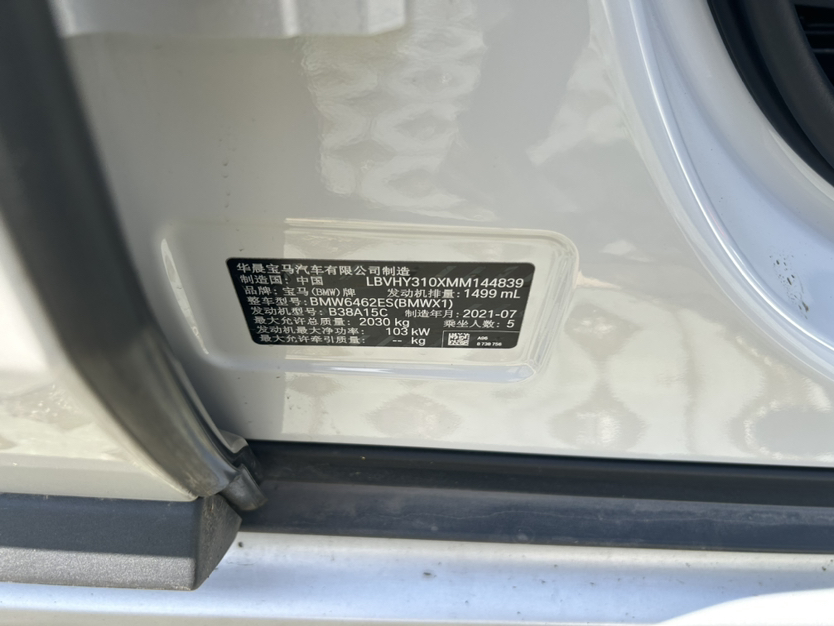 华晨宝马汽车有限公司制造
制造国：中国 LBVHY310XMM144839
品牌：宝马(BMW)牌 发动机排量：1499 mL
整车型号：BMW6462ES(BMWX1)
发动机型号：B38A15C 制造年月：2021-07
最大允许总质量：2030 kg 乘坐人数：5
发动机最大净功率：103 kW
最大允许牵引质量：-- kg
A06